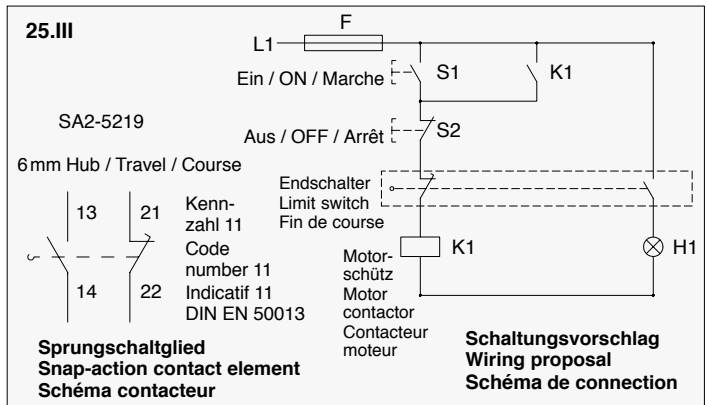 25.III
F
L1
Ein / ON / Marche
S1
K1
SA2-5219
Aus / OFF / Arrêt
S2
6 mm Hub / Travel / Course
Endschalter
Limit switch
Fin de course
13
21
Kenn-
zahl 11
Code
number 11
14
22
Indicatif 11
DIN EN 50013
K1
H1
Motor-
schütz
Motor
contactor
Contacteur
moteur
Sprungschaltglied
Snap-action contact element
Schéma contacteur
Schaltungsvorschlag
Wiring proposal
Schéma de connection